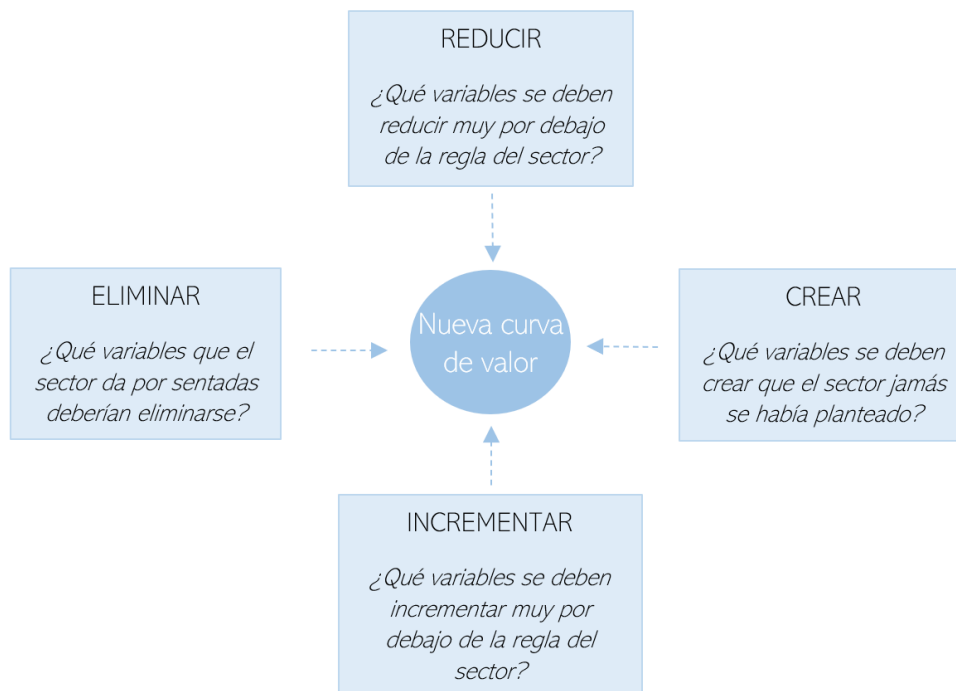 REDUCIR
¿Qué variables se deben
reducir muy por debajo
de la regla del sector?
ELIMINAR
¿Qué variables que el
sector da por sentadas
deberían eliminarse?
Nueva curva
de valor
CREAR
¿Qué variables se deben
crear que el sector jamás
se había planteado?
INCREMENTAR
¿Qué variables se deben
incrementar muy por
debajo de la regla del
sector?